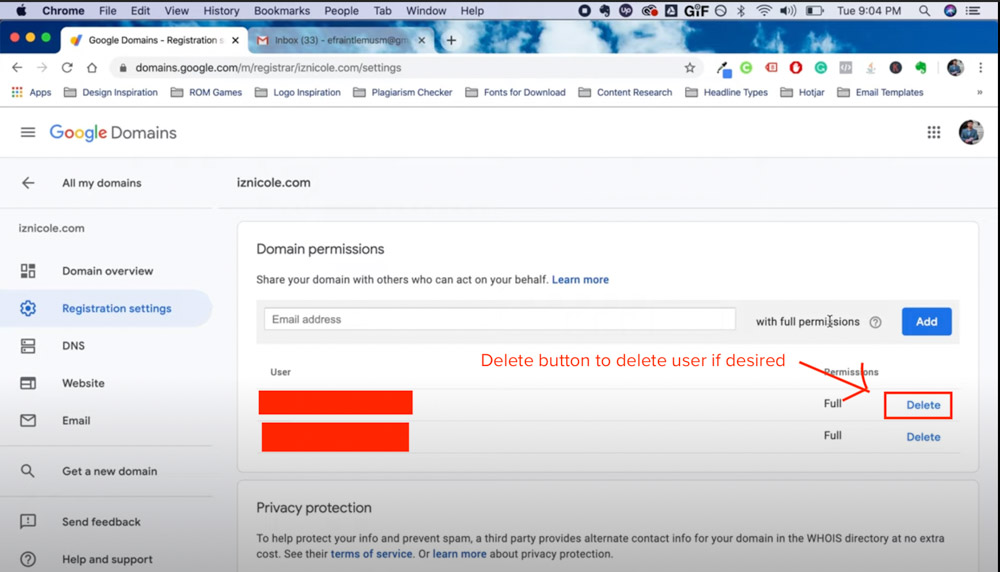 Chrome File Edit View History Bookmarks People Tab Window Help GiF Tue 9:04 PM
Google Domains - Registration s Inbox (33) - efraintlemusm@gm
domains.google.com/m/registrar/iznicole.com/settings
Apps Design Inspiration ROM Games Logo Inspiration Plagiarism Checker Fonts for Download Content Research Headline Types Hotjar Email Templates
Google Domains
All my domains
iznicole.com
iznicole.com
Domain overview
Registration settings
DNS
Website
Email
Get a new domain
Send feedback
Help and support
Domain permissions
Share your domain with others who can act on your behalf. Learn more
Email address with full permissions Add
Delete button to delete user if desired
User Permissions
Full Delete
Full Delete
Privacy protection
To help protect your info and prevent spam, a third party provides alternate contact info for your domain in the WHOIS directory at no extra
cost. See their terms of service. Or learn more about privacy protection.